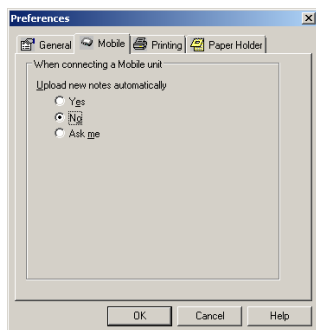 Preferences
General Mobile Printing Paper Holder
When connecting a Mobile unit
Upload new notes automatically
Yes
No
Ask me
OK Cancel Help